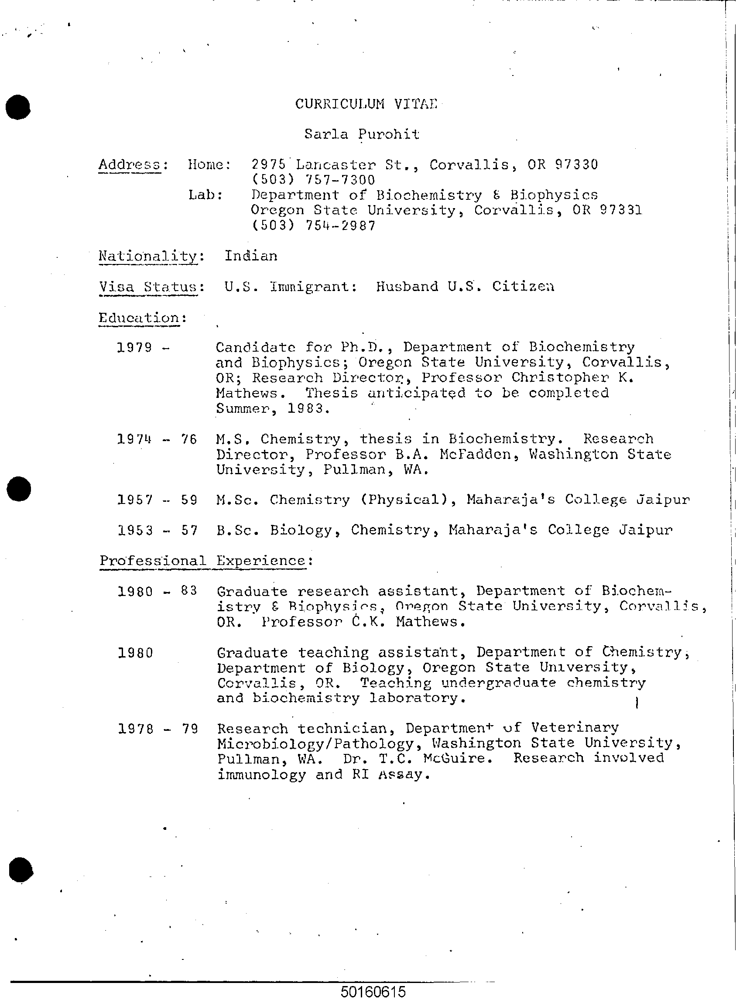 CURRICULUM VITAE
Sarla Purohit
Address: Home: 2975 Lancaster St., Corvallis, OR 97330
(503) 757-7300
Lab: Department of Biochemistry & Biophysics
Oregon State University, Corvallis, OR 97331
(503) 754-2987
Nationality: Indian
Visa Status: U.S. Immigrant: Husband U.S. Citizen
Education:
1979 - Candidate for Ph.D., Department of Biochemistry
and Biophysics; Oregon State University, Corvallis,
OR; Research Director, Professor Christopher K.
Mathews. Thesis anticipated to be completed
Summer, 1983.
1974 - 76 M.S. Chemistry, thesis in Biochemistry. Research
Director, Professor B.A. McFadden, Washington State
University, Pullman, WA.
1957 - 59 M.Sc. Chemistry (Physical), Maharaja's College Jaipur
1953 - 57 B.Sc. Biology, Chemistry, Maharaja's College Jaipur
Professional Experience:
1980 - 83 Graduate research assistant, Department of Biochem-
istry & Biophysics, Oregon State University, Corvallis,
OR. Professor C.K. Mathews.
1980 Graduate teaching assistant, Department of Chemistry,
Department of Biology, Oregon State University,
Corvallis, OR. Teaching undergraduate chemistry
and biochemistry laboratory.
1978 - 79 Research technician, Department of Veterinary
Microbiology/Pathology, Washington State University,
Pullman, WA. Dr. T.C. McGuire. Research involved
immunology and RI Assay.
50160615